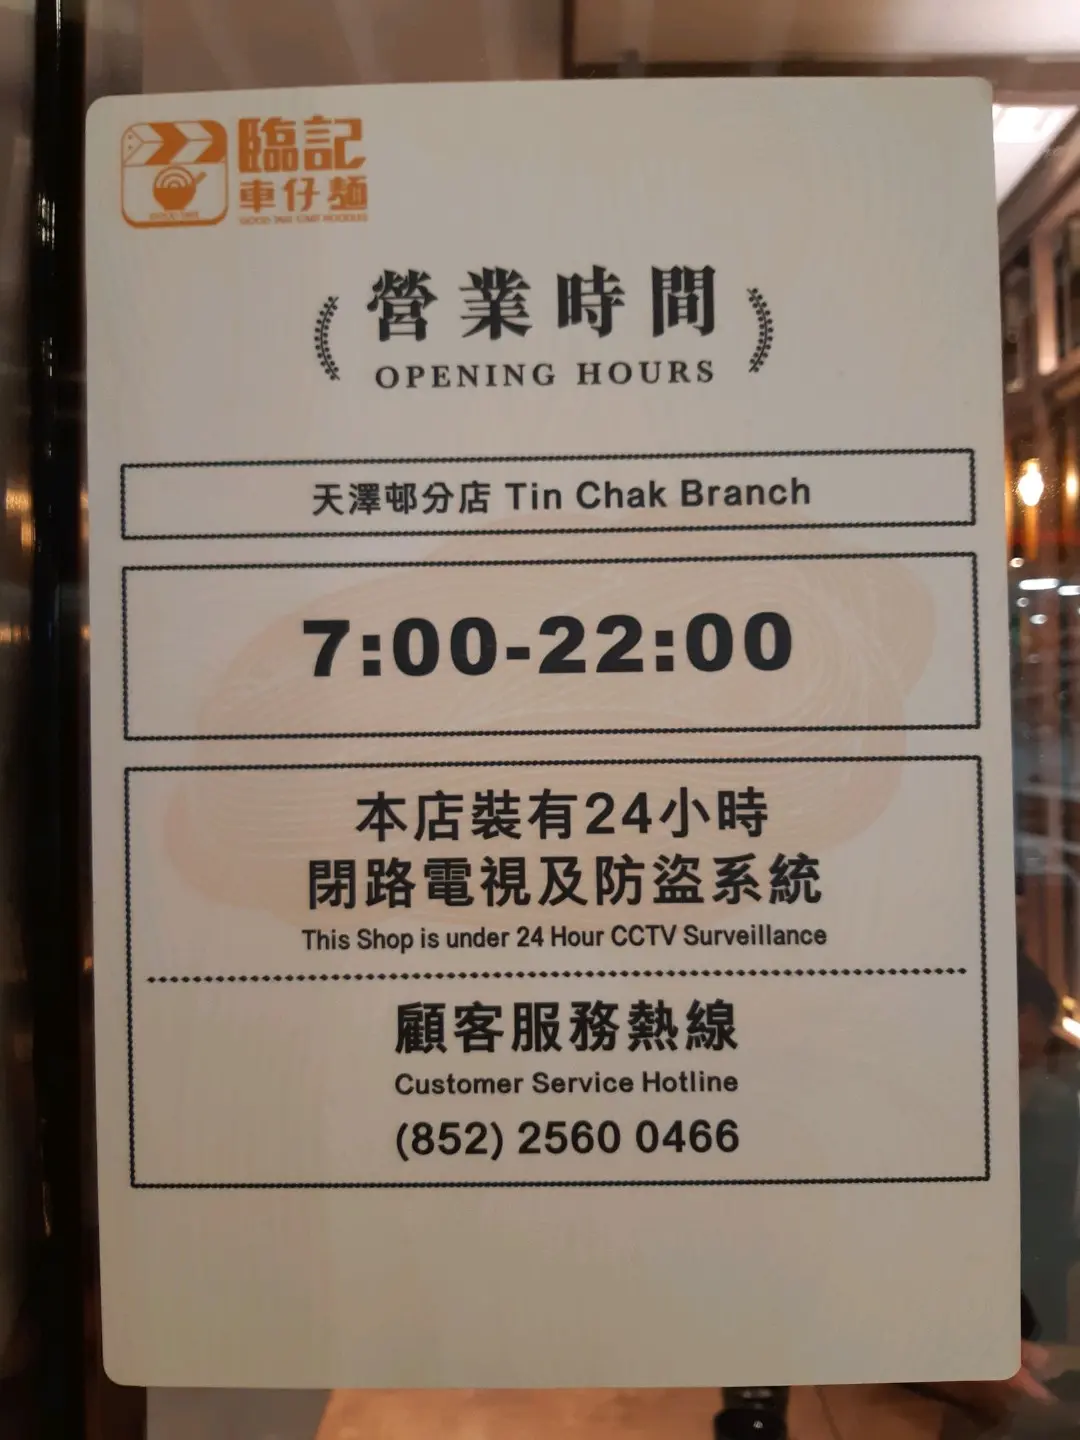 臨記
車仔麵
營業時間
OPENING HOURS
天澤邨分店 Tin Chak Branch
7:00-22:00
本店裝有24小時
閉路電視及防盜系統
This Shop is under 24 Hour CCTV Surveillance
顧客服務熱線
Customer Service Hotline
(852) 2560 0466